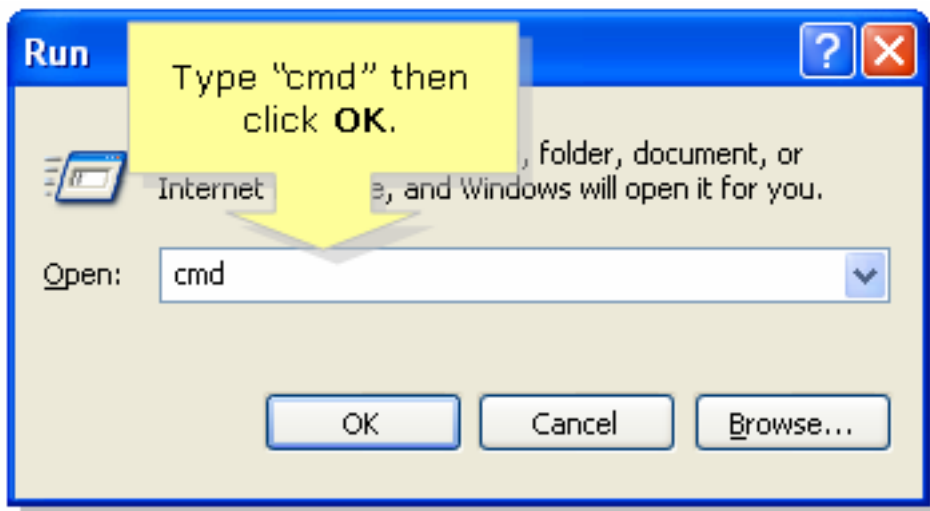 Run
Type “cmd” then
click OK.
, folder, document, or
Internet e, and Windows will open it for you.
Open: cmd
OK Cancel Browse...